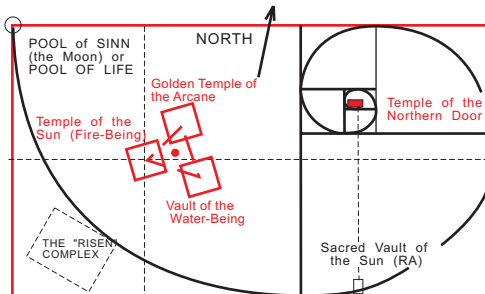 POOL of SINN
(the Moon) or
POOL OF LIFE
NORTH
Golden Temple of
the Arcane
Temple of the
Sun (Fire-Being)
Temple of the
Northern Door
Vault of the
Water-Being
THE "RISEN"
COMPLEX
Sacred Vault of
the Sun (RA)